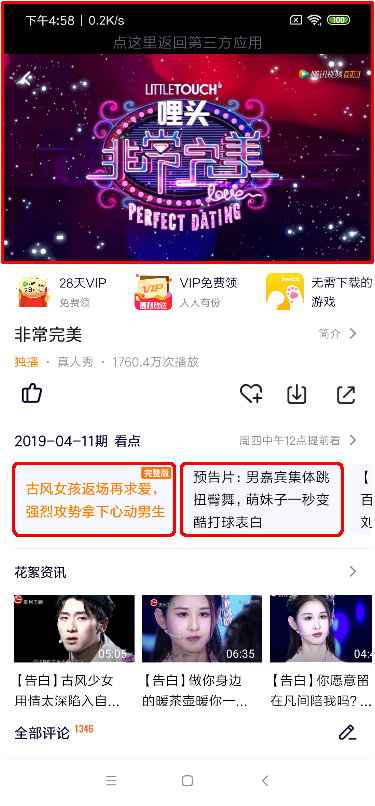 下午4:58 | 0.2K/s
100
点这里返回第三方应用
腾讯视频 独播
LITTLETOUCH
哩头
非常完美
love
PERFECT DATING
28天VIP
免费领
VIP
VIP免费领
人人有份
iwan
无需下载的
游戏
非常完美
简介
独播 · 真人秀 · 1760.4万次播放
2019-04-11期 看点
周四中午12点提前看
完整版
古风女孩返场再求爱，
强烈攻势拿下心动男生
预告片：男嘉宾集体跳
扭臀舞，萌妹子一秒变
酷打球表白
【
百
刘
花絮资讯
05:05
06:35
04:54
【告白】古风少女
用情太深陷入自...
【告白】做你身边
的暖茶壶暖你一...
【告白】你愿意留
在凡间陪我吗？...
全部评论 1346